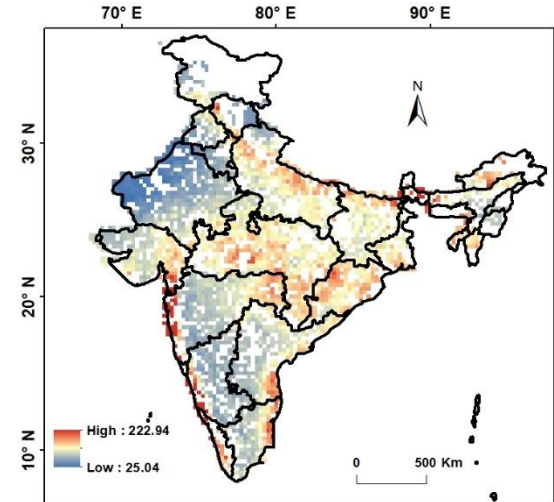 70° E 80° E 90° E
N
30° N
20° N
10° N
High : 222.94
Low : 25.04
0 500 Km